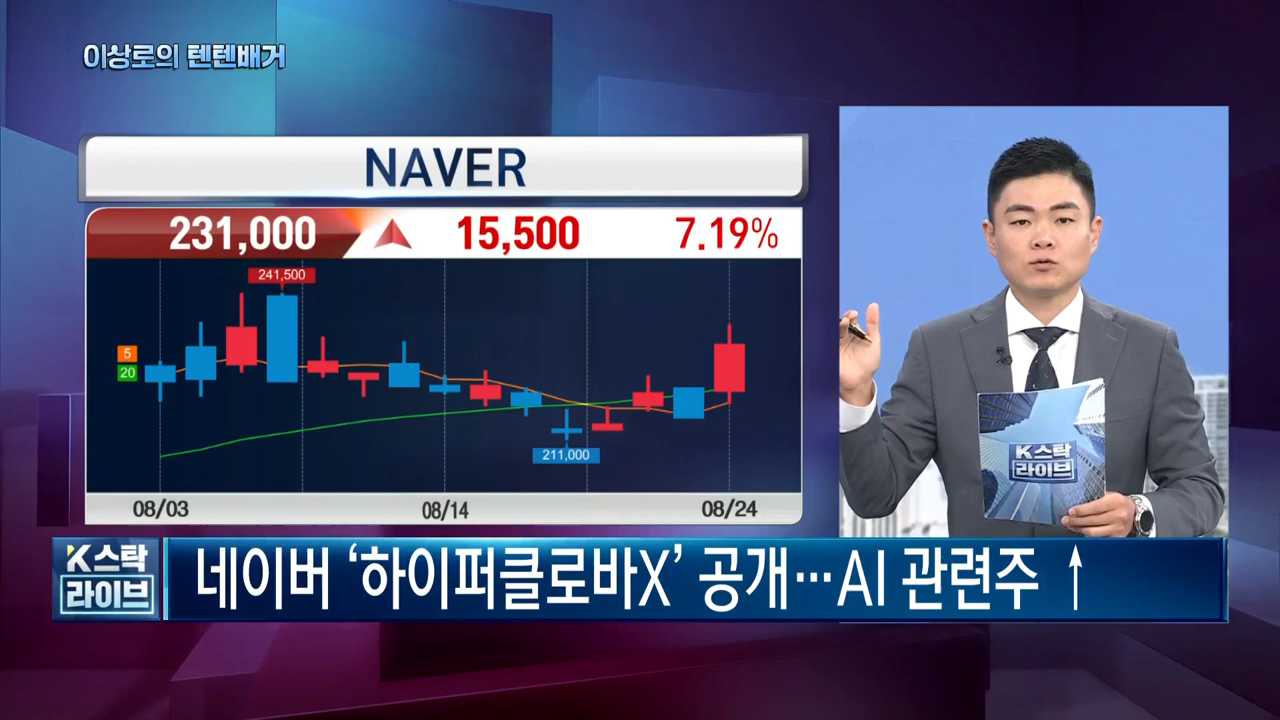 이상로의 텐텐배거
NAVER
231,000 ▲ 15,500 7.19%
241,500
5
20
211,000
08/03 08/14 08/24
K스탁
라이브
K스탁
라이브
네이버 ‘하이퍼클로바X’ 공개…AI 관련주 ↑